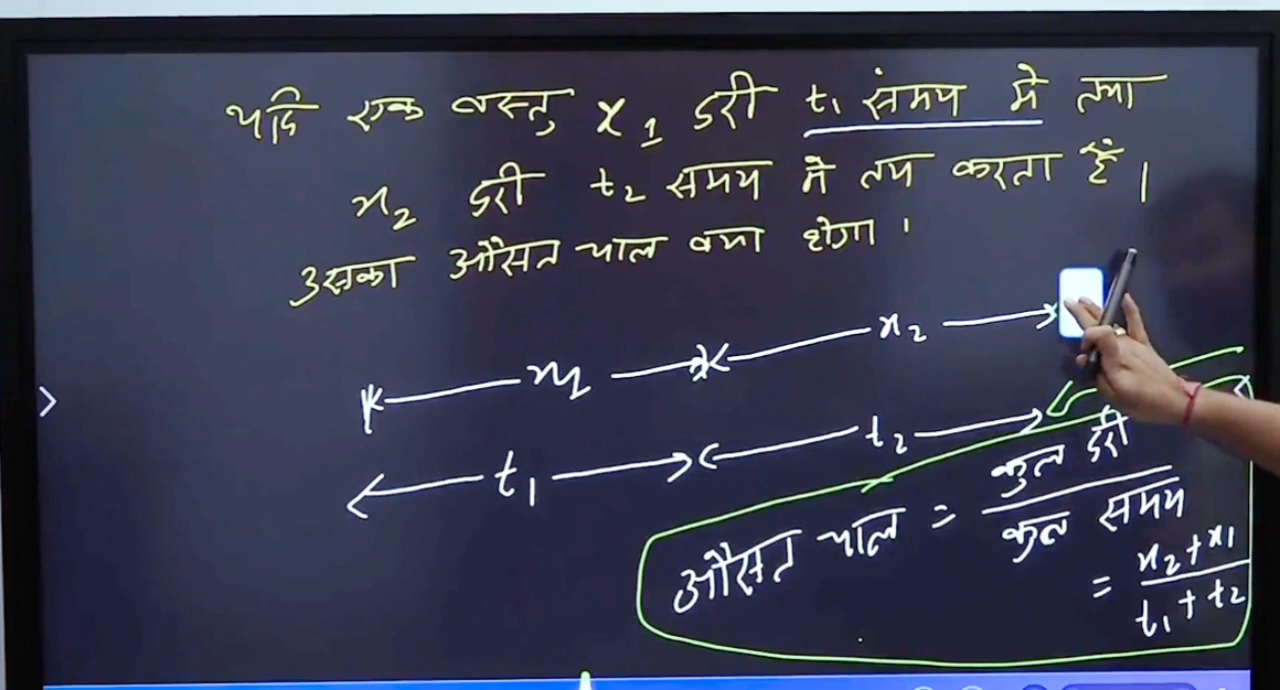 यदि एक वस्तु x₁ दूरी t₁ समय में तथा
x₂ दूरी t₂ समय में तय करता है।
उसका औसत चाल क्या होगा।
x₁ x₂
t₁ t₂
औसत चाल = कुल दूरी / कुल समय
= x₂ + x₁ / t₁ + t₂